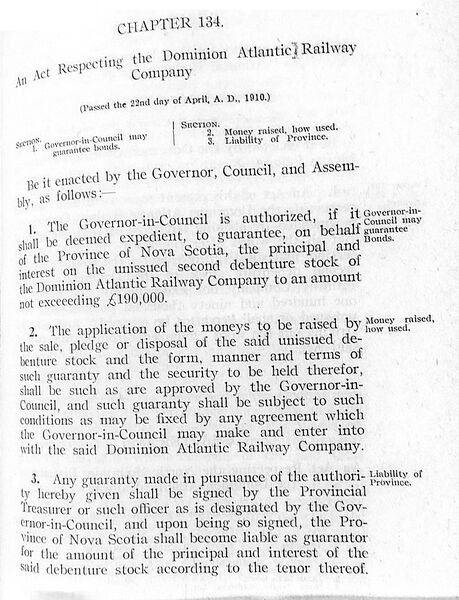 CHAPTER 134.
An Act Respecting the Dominion Atlantic Railway
Company
(Passed the 22nd day of April, A. D., 1910.)
SECTION.
1. Governor-in-Council may
guarantee bonds.
SECTION.
2. Money raised, how used.
3. Liability of Province.
Be it enacted by the Governor, Council, and Assem-
bly, as follows:—
1. The Governor-in-Council is authorized, if it
shall be deemed expedient, to guarantee, on behalf
of the Province of Nova Scotia, the principal and
interest on the unissued second debenture stock of
the Dominion Atlantic Railway Company to an amount
not exceeding £190,000.
Governor-in-
Council may
guarantee
Bonds.
2. The application of the moneys to be raised by
the sale, pledge or disposal of the said unissued de-
benture stock and the form, manner and terms of
such guaranty and the security to be held therefor,
shall be such as are approved by the Governor-in-
Council, and such guaranty shall be subject to such
conditions as may be fixed by any agreement which
the Governor-in-Council may make and enter into
with the said Dominion Atlantic Railway Company.
Money raised,
how used.
3. Any guaranty made in pursuance of the authori-
ty hereby given shall be signed by the Provincial
Treasurer or such officer as is designated by the Gov-
ernor-in-Council, and upon being so signed, the Pro-
vince of Nova Scotia shall become liable as guarantor
for the amount of the principal and interest of the
said debenture stock according to the tenor thereof.
Liability of
Province.